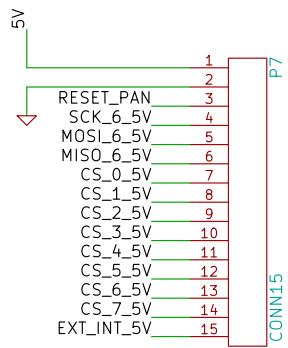 5V
1
P7
2
RESET_PAN 3
SCK_6_5V 4
MOSI_6_5V 5
MISO_6_5V 6
CS_0_5V 7
CS_1_5V 8
CS_2_5V 9
CS_3_5V 10
CS_4_5V 11
CS_5_5V 12
CS_6_5V 13
CS_7_5V 14
EXT_INT_5V 15
CONN15